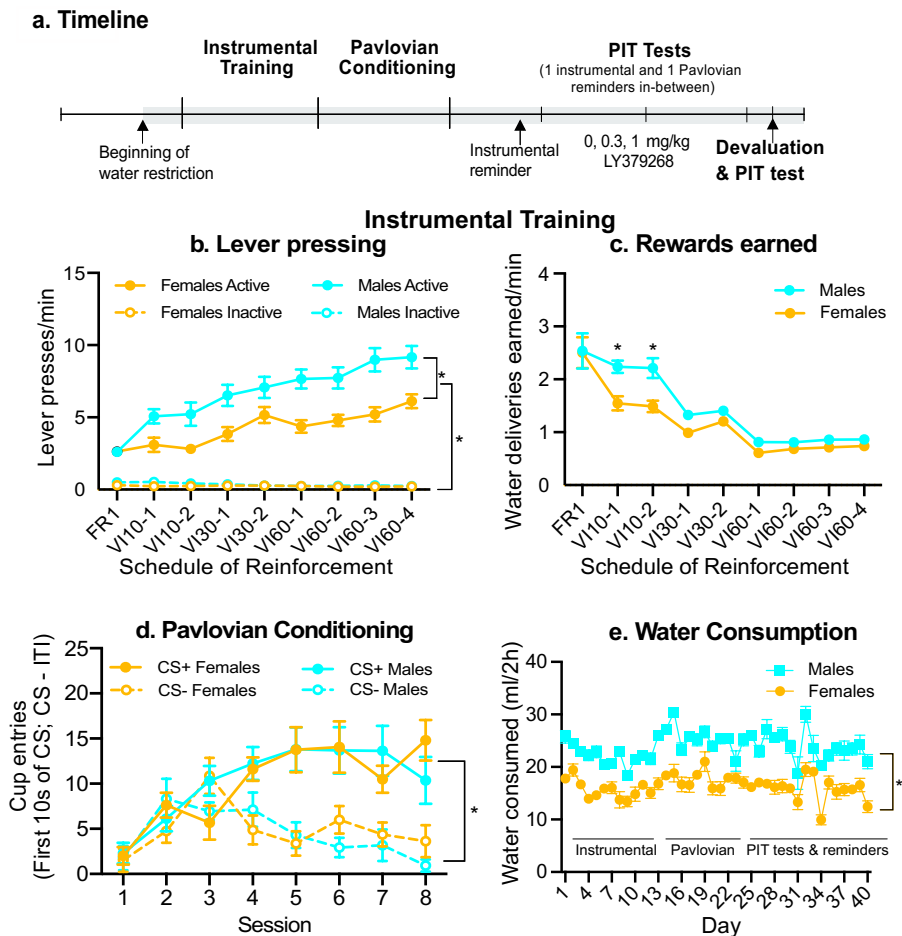 a. Timeline
Instrumental
Training
Pavlovian
Conditioning
PIT Tests
(1 instrumental and 1 Pavlovian
reminders in-between)
Beginning of
water restriction
Instrumental
reminder
0, 0.3, 1 mg/kg
LY379268
Devaluation
& PIT test
Instrumental Training
b. Lever pressing
Lever presses/min
15
10
5
0
Females Active
Males Active
Females Inactive
Males Inactive
*
*
FR1
VI10-1
VI10-2
VI30-1
VI30-2
VI60-1
VI60-2
VI60-3
VI60-4
Schedule of Reinforcement
c. Rewards earned
Water deliveries earned/min
4
3
2
1
0
Males
Females
* *
FR1
VI10-1
VI10-2
VI30-1
VI30-2
VI60-1
VI60-2
VI60-3
VI60-4
Schedule of Reinforcement
d. Pavlovian Conditioning
Cup entries
(First 10s of CS; CS - ITI)
25
20
15
10
5
0
CS+ Females
CS+ Males
CS- Females
CS- Males
*
1 2 3 4 5 6 7 8
Session
e. Water Consumption
Water consumed (ml/2h)
40
30
20
10
0
Males
Females
*
Instrumental
Pavlovian
PIT tests & reminders
1 4 7 10 13 16 19 22 25 28 31 34 37 40
Day